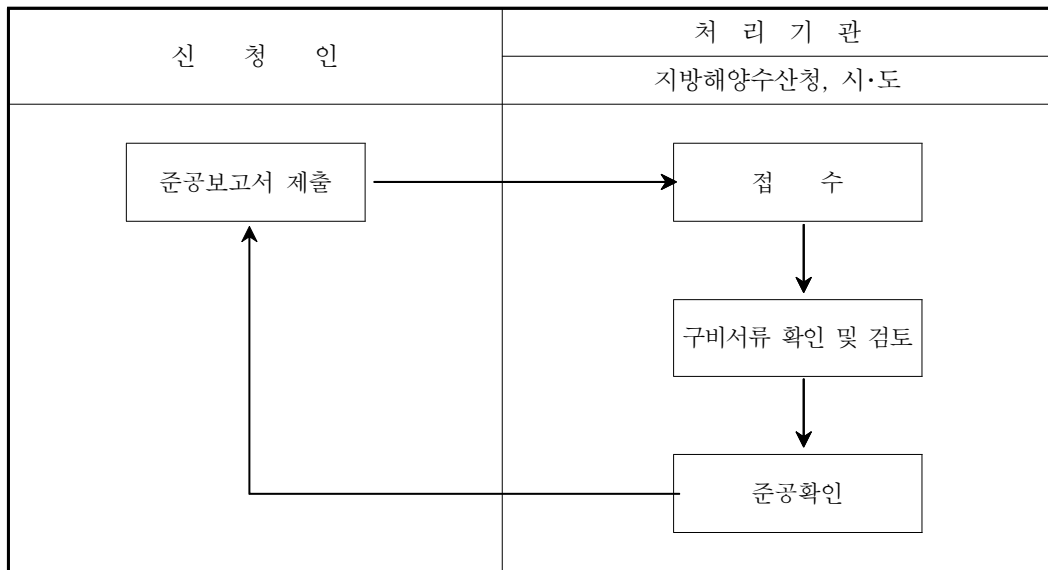 신 청 인
처 리 기 관
지방해양수산청, 시·도
준공보고서 제출
접 수
구비서류 확인 및 검토
준공확인